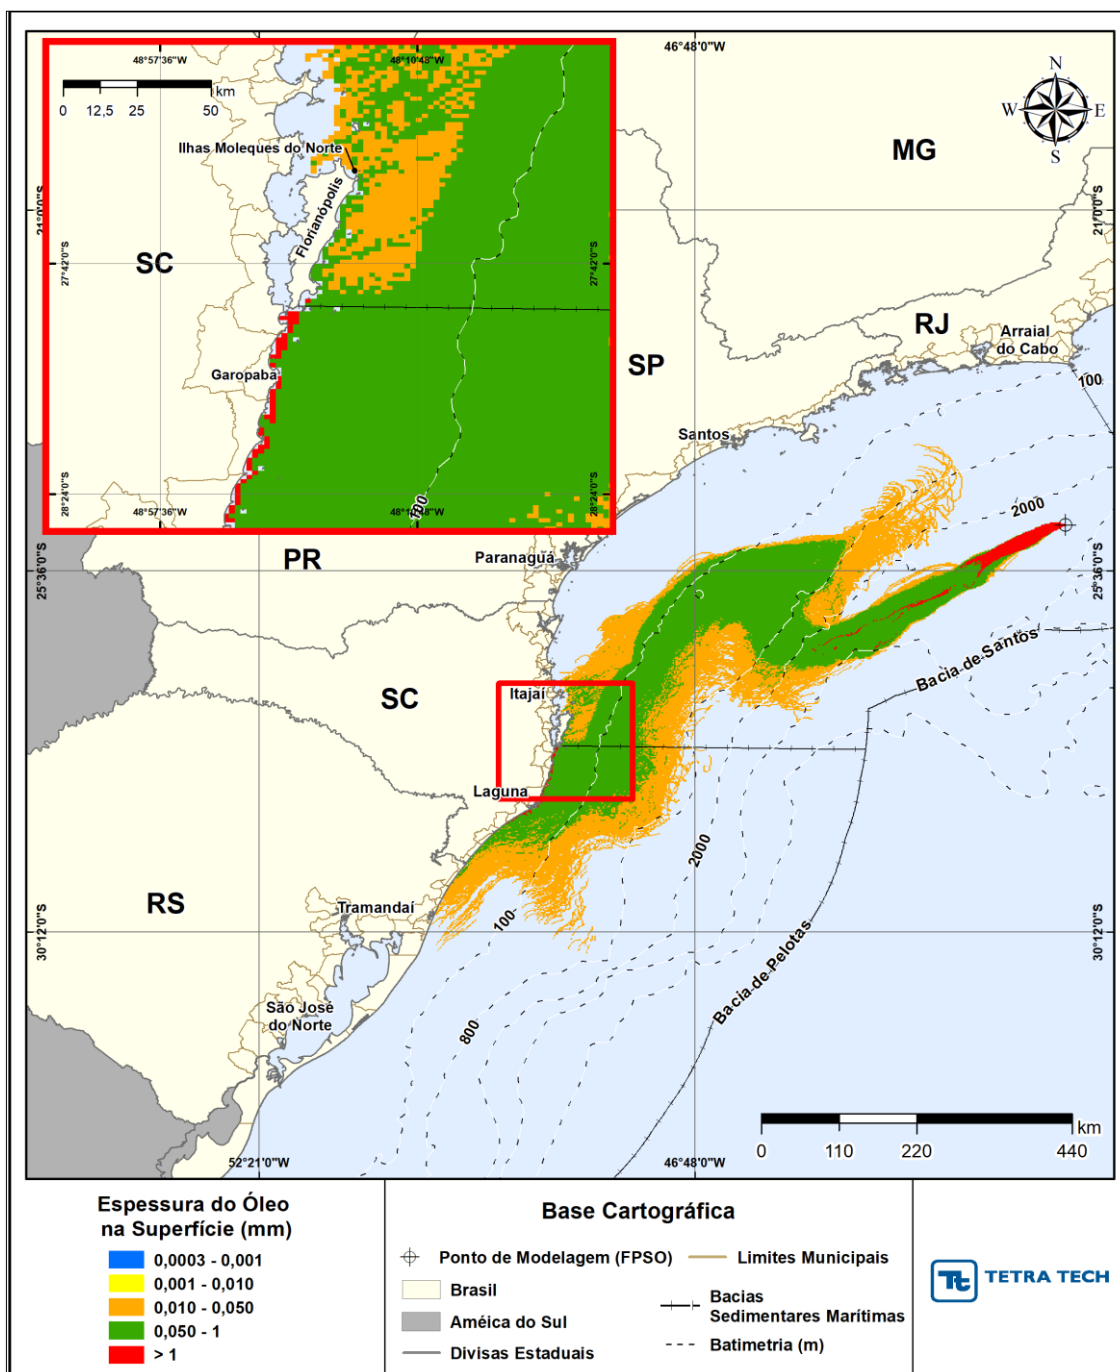 46°48'0"W
48°57'36"W
48°10'48"W
0
12,5
25
50
km
N
W
E
S
MG
Ilhas Moleques do Norte
Florianópolis
21°0'0"S
27°42'0"S
27°42'0"S
21°0'0"S
SC
RJ
Arraial
do Cabo
SP
100
Garopaba
Santos
28°24'0"S
28°24'0"S
100
48°57'36"W
48°10'48"W
2000
PR
Paranaguá
25°36'0"S
25°36'0"S
Bacia de Santos
SC
Itajaí
Laguna
2000
RS
Tramandaí
100
30°12'0"S
30°12'0"S
Bacia de Pelotas
São José
do Norte
800
km
0
110
220
440
52°21'0"W
46°48'0"W
Espessura do Óleo
na Superfície (mm)
0,0003 - 0,001
0,001 - 0,010
0,010 - 0,050
0,050 - 1
> 1
Base Cartográfica
Ponto de Modelagem (FPSO)
Brasil
Améica do Sul
Divisas Estaduais
Limites Municipais
Bacias
Sedimentares Marítimas
Batimetria (m)
Tt
TETRA TECH